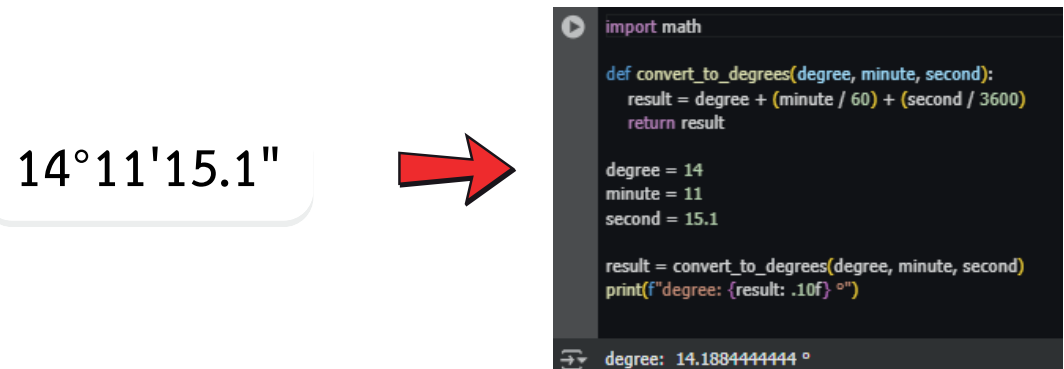 14°11'15.1"
import math
def convert_to_degrees(degree, minute, second):
result = degree + (minute / 60) + (second / 3600)
return result
degree = 14
minute = 11
second = 15.1
result = convert_to_degrees(degree, minute, second)
print(f"degree: {result: .10f} º")
degree:  14.1884444444 º